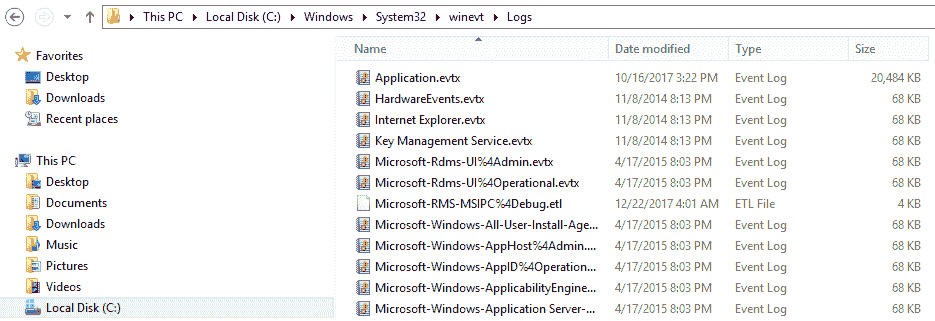 This PC Local Disk (C:) Windows System32 winevt Logs
Favorites
Desktop
Downloads
Recent places
This PC
Desktop
Documents
Downloads
Music
Pictures
Videos
Local Disk (C:)
Name Date modified Type Size
Application.evtx 10/16/2017 3:22 PM Event Log 20,484 KB
HardwareEvents.evtx 11/8/2014 8:13 PM Event Log 68 KB
Internet Explorer.evtx 11/8/2014 8:13 PM Event Log 68 KB
Key Management Service.evtx 11/8/2014 8:13 PM Event Log 68 KB
Microsoft-Rdms-UI%4Admin.evtx 4/17/2015 8:03 PM Event Log 68 KB
Microsoft-Rdms-UI%4Operational.evtx 4/17/2015 8:03 PM Event Log 68 KB
Microsoft-RMS-MSIPC%4Debug.etl 12/22/2017 4:01 AM ETL File 4 KB
Microsoft-Windows-All-User-Install-Age... 4/17/2015 8:03 PM Event Log 68 KB
Microsoft-Windows-AppHost%4Admin.... 4/17/2015 8:03 PM Event Log 68 KB
Microsoft-Windows-AppID%4Operation... 4/17/2015 8:03 PM Event Log 68 KB
Microsoft-Windows-ApplicabilityEngine... 4/17/2015 8:03 PM Event Log 68 KB
Microsoft-Windows-Application Server-... 4/17/2015 8:03 PM Event Log 68 KB